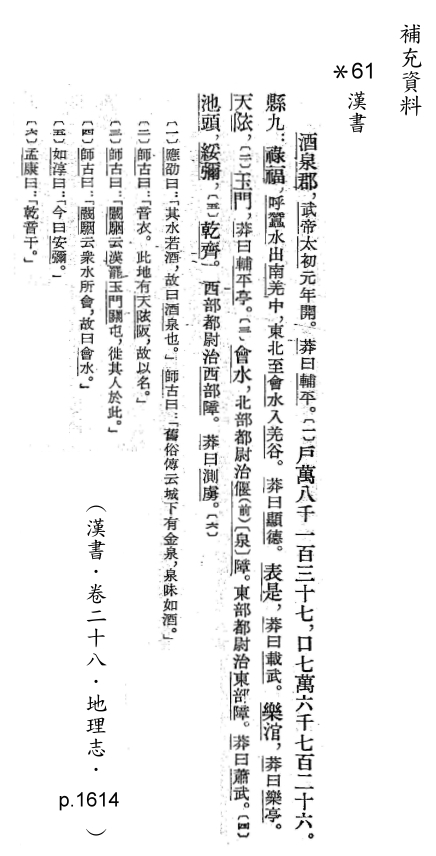 補充資料
*61 漢書
酒泉郡，武帝太初元年開。莽曰輔平。〔一〕戶萬八千一百三十七，口七萬六千七百二十六。
縣九：祿福，呼蠶水出南羌中，東北至會水入羌谷。莽曰顯德。表是，莽曰載武。樂涫，莽曰樂亭。
天㑘，〔二〕玉門，莽曰輔平亭。〔三〕會水，北部都尉治偃(前)〔泉〕障。東部都尉治東部障。莽曰蕭武。〔四〕
池頭，綏彌，〔五〕乾齊。西部都尉治西部障。莽曰測虜。〔六〕
〔一〕應劭曰：「其水若酒，故曰酒泉也。」師古曰：「舊俗傳云城下有金泉，泉味如酒。」
〔二〕師古曰：「音衣。此地有天㑘阪，故以名。」
〔三〕師古曰：「闞駰云漢罷玉門關屯，徙其人於此。」
〔四〕師古曰：「闞駰云衆水所會，故曰會水。」
〔五〕如淳曰：「今曰安彌。」
〔六〕孟康曰：「乾音干。」
（漢書．卷二十八．地理志．p.1614）